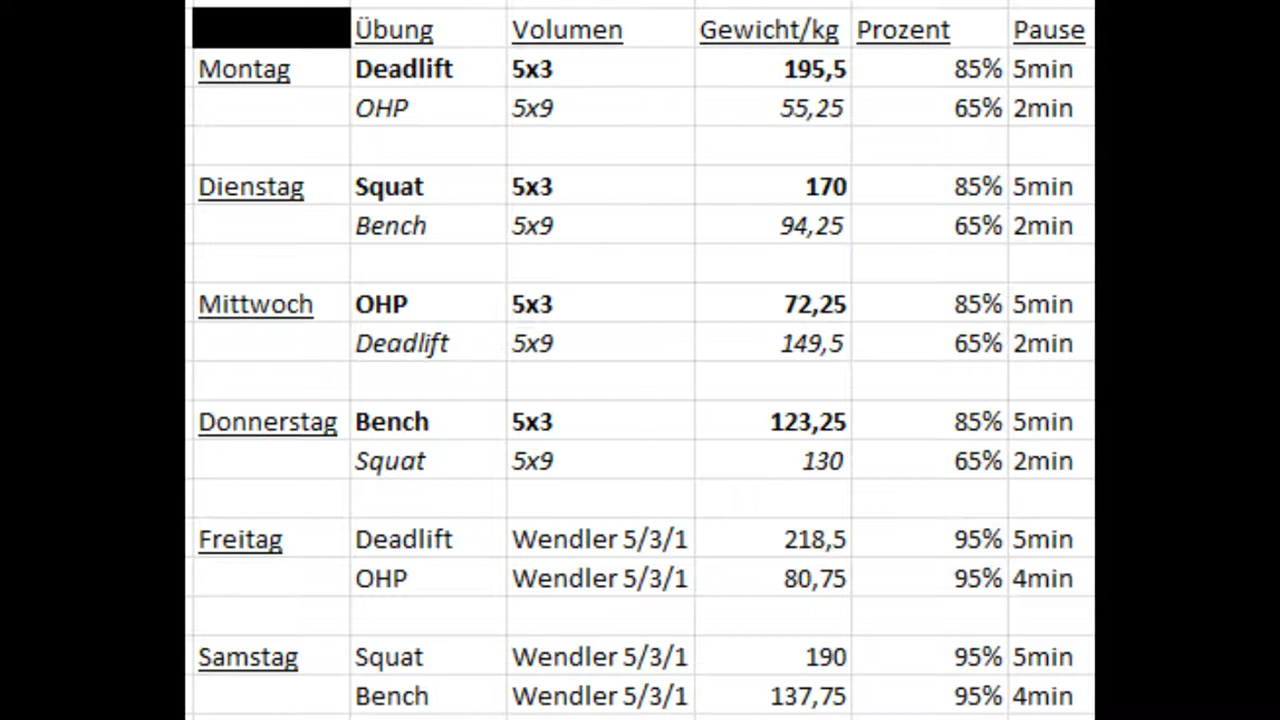 Übung Volumen Gewicht/kg Prozent Pause
Montag Deadlift 5x3 195,5 85% 5min
OHP 5x9 55,25 65% 2min
Dienstag Squat 5x3 170 85% 5min
Bench 5x9 94,25 65% 2min
Mittwoch OHP 5x3 72,25 85% 5min
Deadlift 5x9 149,5 65% 2min
Donnerstag Bench 5x3 123,25 85% 5min
Squat 5x9 130 65% 2min
Freitag Deadlift Wendler 5/3/1 218,5 95% 5min
OHP Wendler 5/3/1 80,75 95% 4min
Samstag Squat Wendler 5/3/1 190 95% 5min
Bench Wendler 5/3/1 137,75 95% 4min